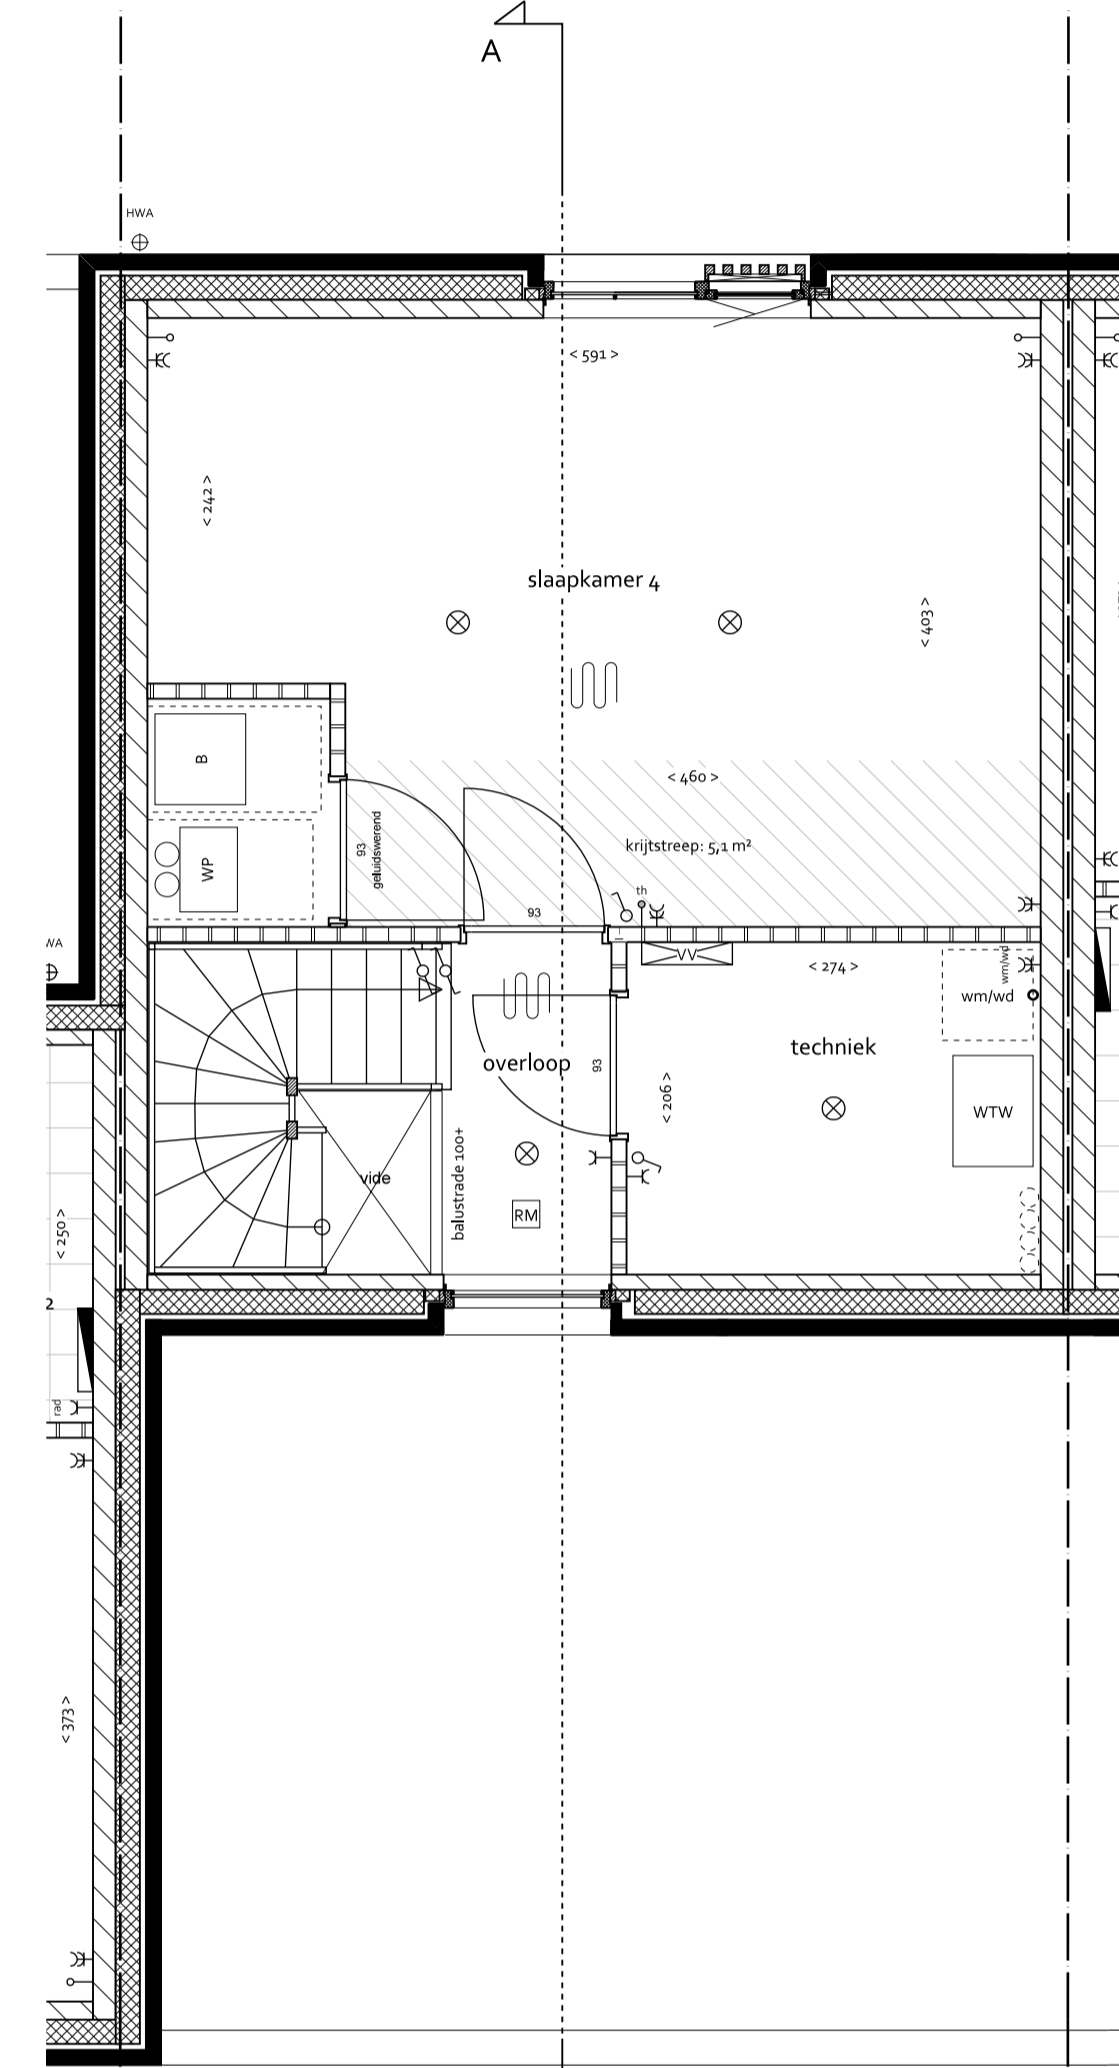 A
HWA
< 591 >
< 242 >
slaapkamer 4
< 403 >
B
< 460 >
93
geluidswerend
krijtstreep: 5,1 m²
WP
th
93
WA
VV
< 274 >
wm/wd
wm/wd
overloop
93
techniek
< 206 >
WTW
vide
balustrade 100+
RM
< 250 >
2
rad
< 373 >